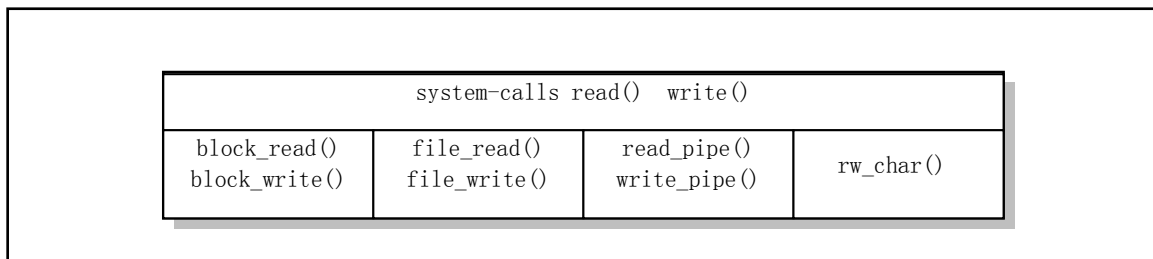 system-calls read()  write()
block_read()
block_write()
file_read()
file_write()
read_pipe()
write_pipe()
rw_char()